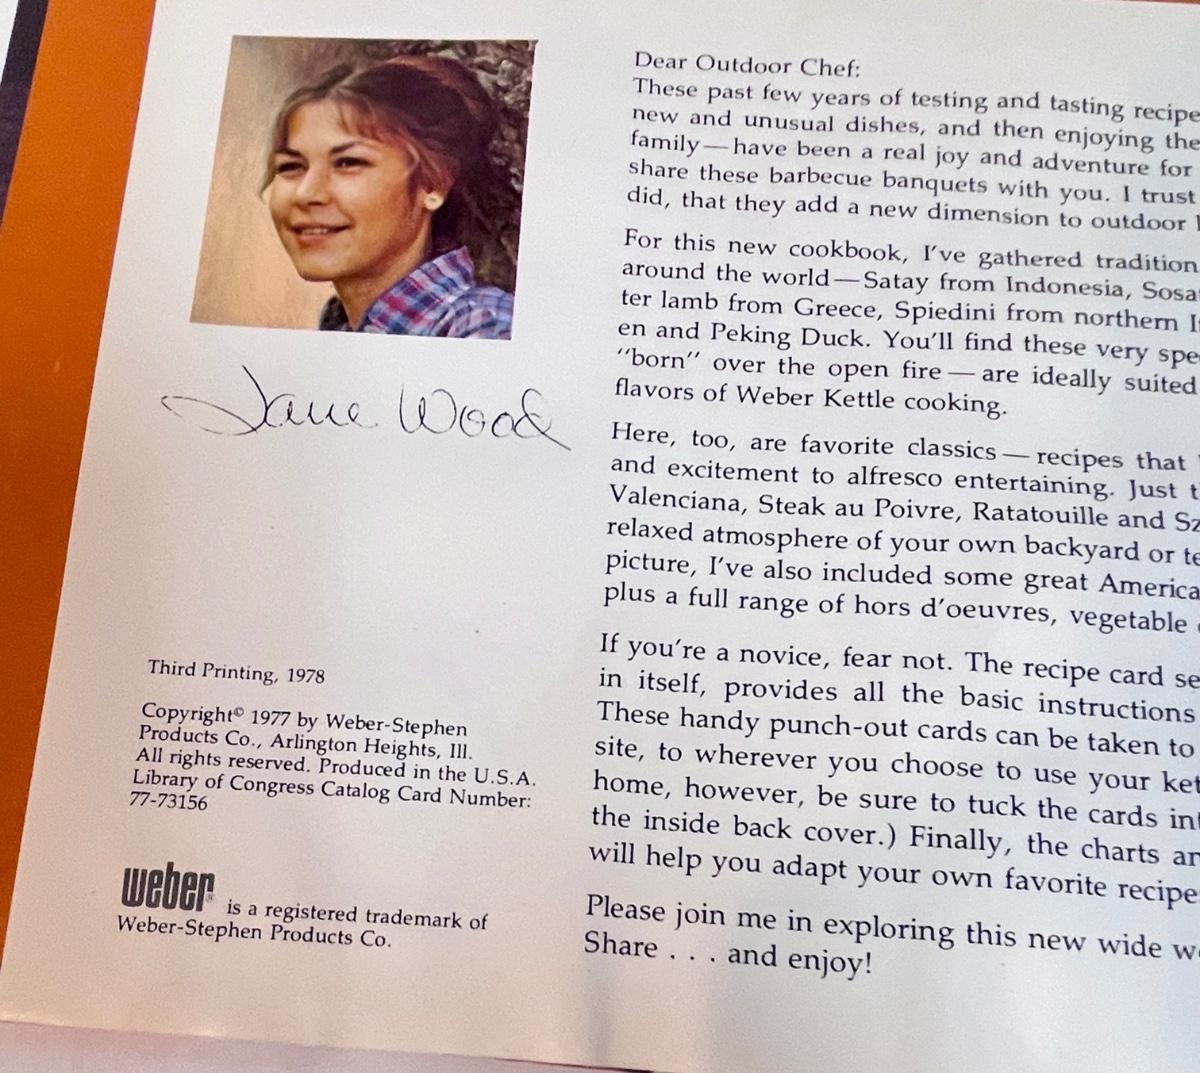 Jane Wood
Third Printing, 1978
Copyright© 1977 by Weber-Stephen
Products Co., Arlington Heights, Ill.
All rights reserved. Produced in the U.S.A.
Library of Congress Catalog Card Number:
77-73156
weber® is a registered trademark of
Weber-Stephen Products Co.
Dear Outdoor Chef:
These past few years of testing and tasting recipe
new and unusual dishes, and then enjoying the
family—have been a real joy and adventure for
share these barbecue banquets with you. I trust
did, that they add a new dimension to outdoor
For this new cookbook, I've gathered tradition
around the world—Satay from Indonesia, Sosa
ter lamb from Greece, Spiedini from northern I
en and Peking Duck. You'll find these very spe
"born" over the open fire—are ideally suited
flavors of Weber Kettle cooking.
Here, too, are favorite classics—recipes that
and excitement to alfresco entertaining. Just t
Valenciana, Steak au Poivre, Ratatouille and Sz
relaxed atmosphere of your own backyard or te
picture, I've also included some great America
plus a full range of hors d'oeuvres, vegetable
If you're a novice, fear not. The recipe card se
in itself, provides all the basic instructions
These handy punch-out cards can be taken to
site, to wherever you choose to use your ket
home, however, be sure to tuck the cards int
the inside back cover.) Finally, the charts an
will help you adapt your own favorite recipe
Please join me in exploring this new wide w
Share . . . and enjoy!